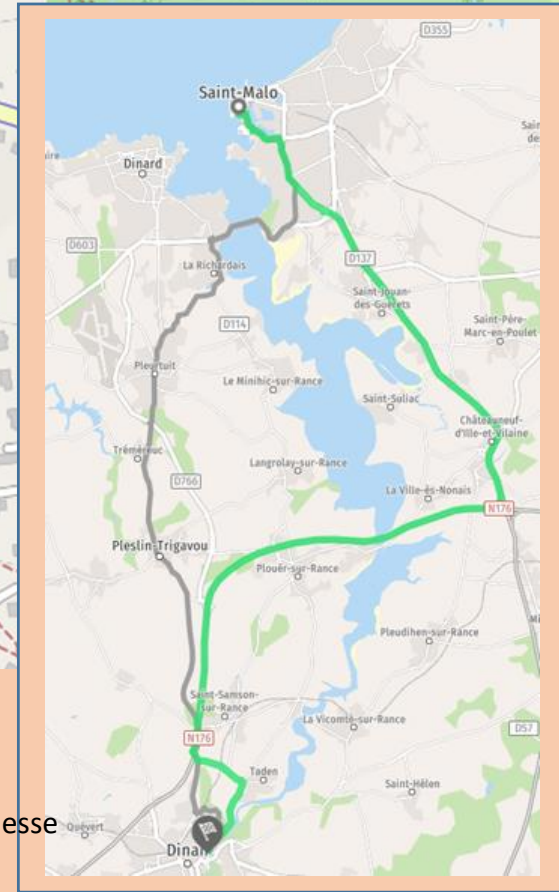 D355
Saint-Malo
Dinard
D603
D137
La Richardais
Saint-Jouan-
des-Guérets
D114
Saint-Père-
Marc-en-Poulet
Pleurtuit
Le Minihic-sur-Rance
Saint-Suliac
Châteauneuf-
d'Ille-et-Vilaine
Tréméreuc
Langrolay-sur-Rance
D766
La Ville-ès-Nonais
N176
Pleslin-Trigavou
Plouër-sur-Rance
Pleudihen-sur-Rance
Saint-Samson-
sur-Rance
La Vicomté-sur-Rance
N176
D57
Taden
Saint-Hélen
esse
Quévert
Dinan